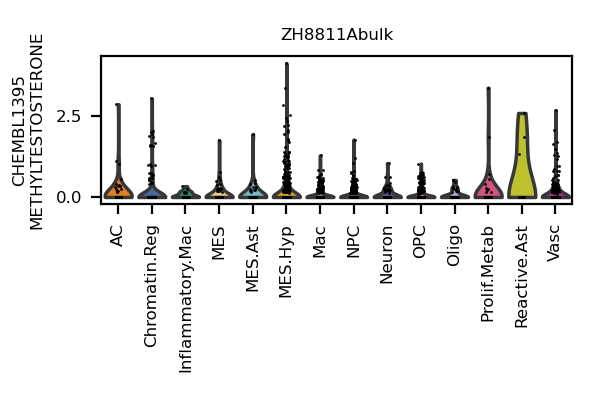 ZH8811Abulk
CHEMBL1395
METHYLTESTOSTERONE
2.5
0.0
AC
Chromatin.Reg
Inflammatory.Mac
MES
MES.Ast
MES.Hyp
Mac
NPC
Neuron
OPC
Oligo
Prolif.Metab
Reactive.Ast
Vasc